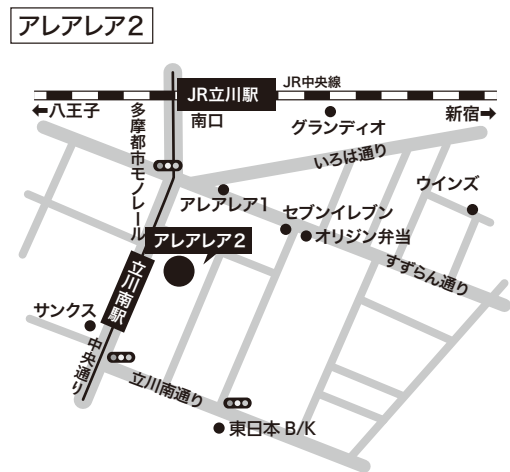 アレアレア2
JR中央線
JR立川駅
←八王子
新宿→
南口
グランディオ
多摩都市モノレール
いろは通り
ウインズ
アレアレア1
セブンイレブン
オリジン弁当
アレアレア2
すずらん通り
立川南駅
サンクス
中央通り
立川南通り
東日本 B/K